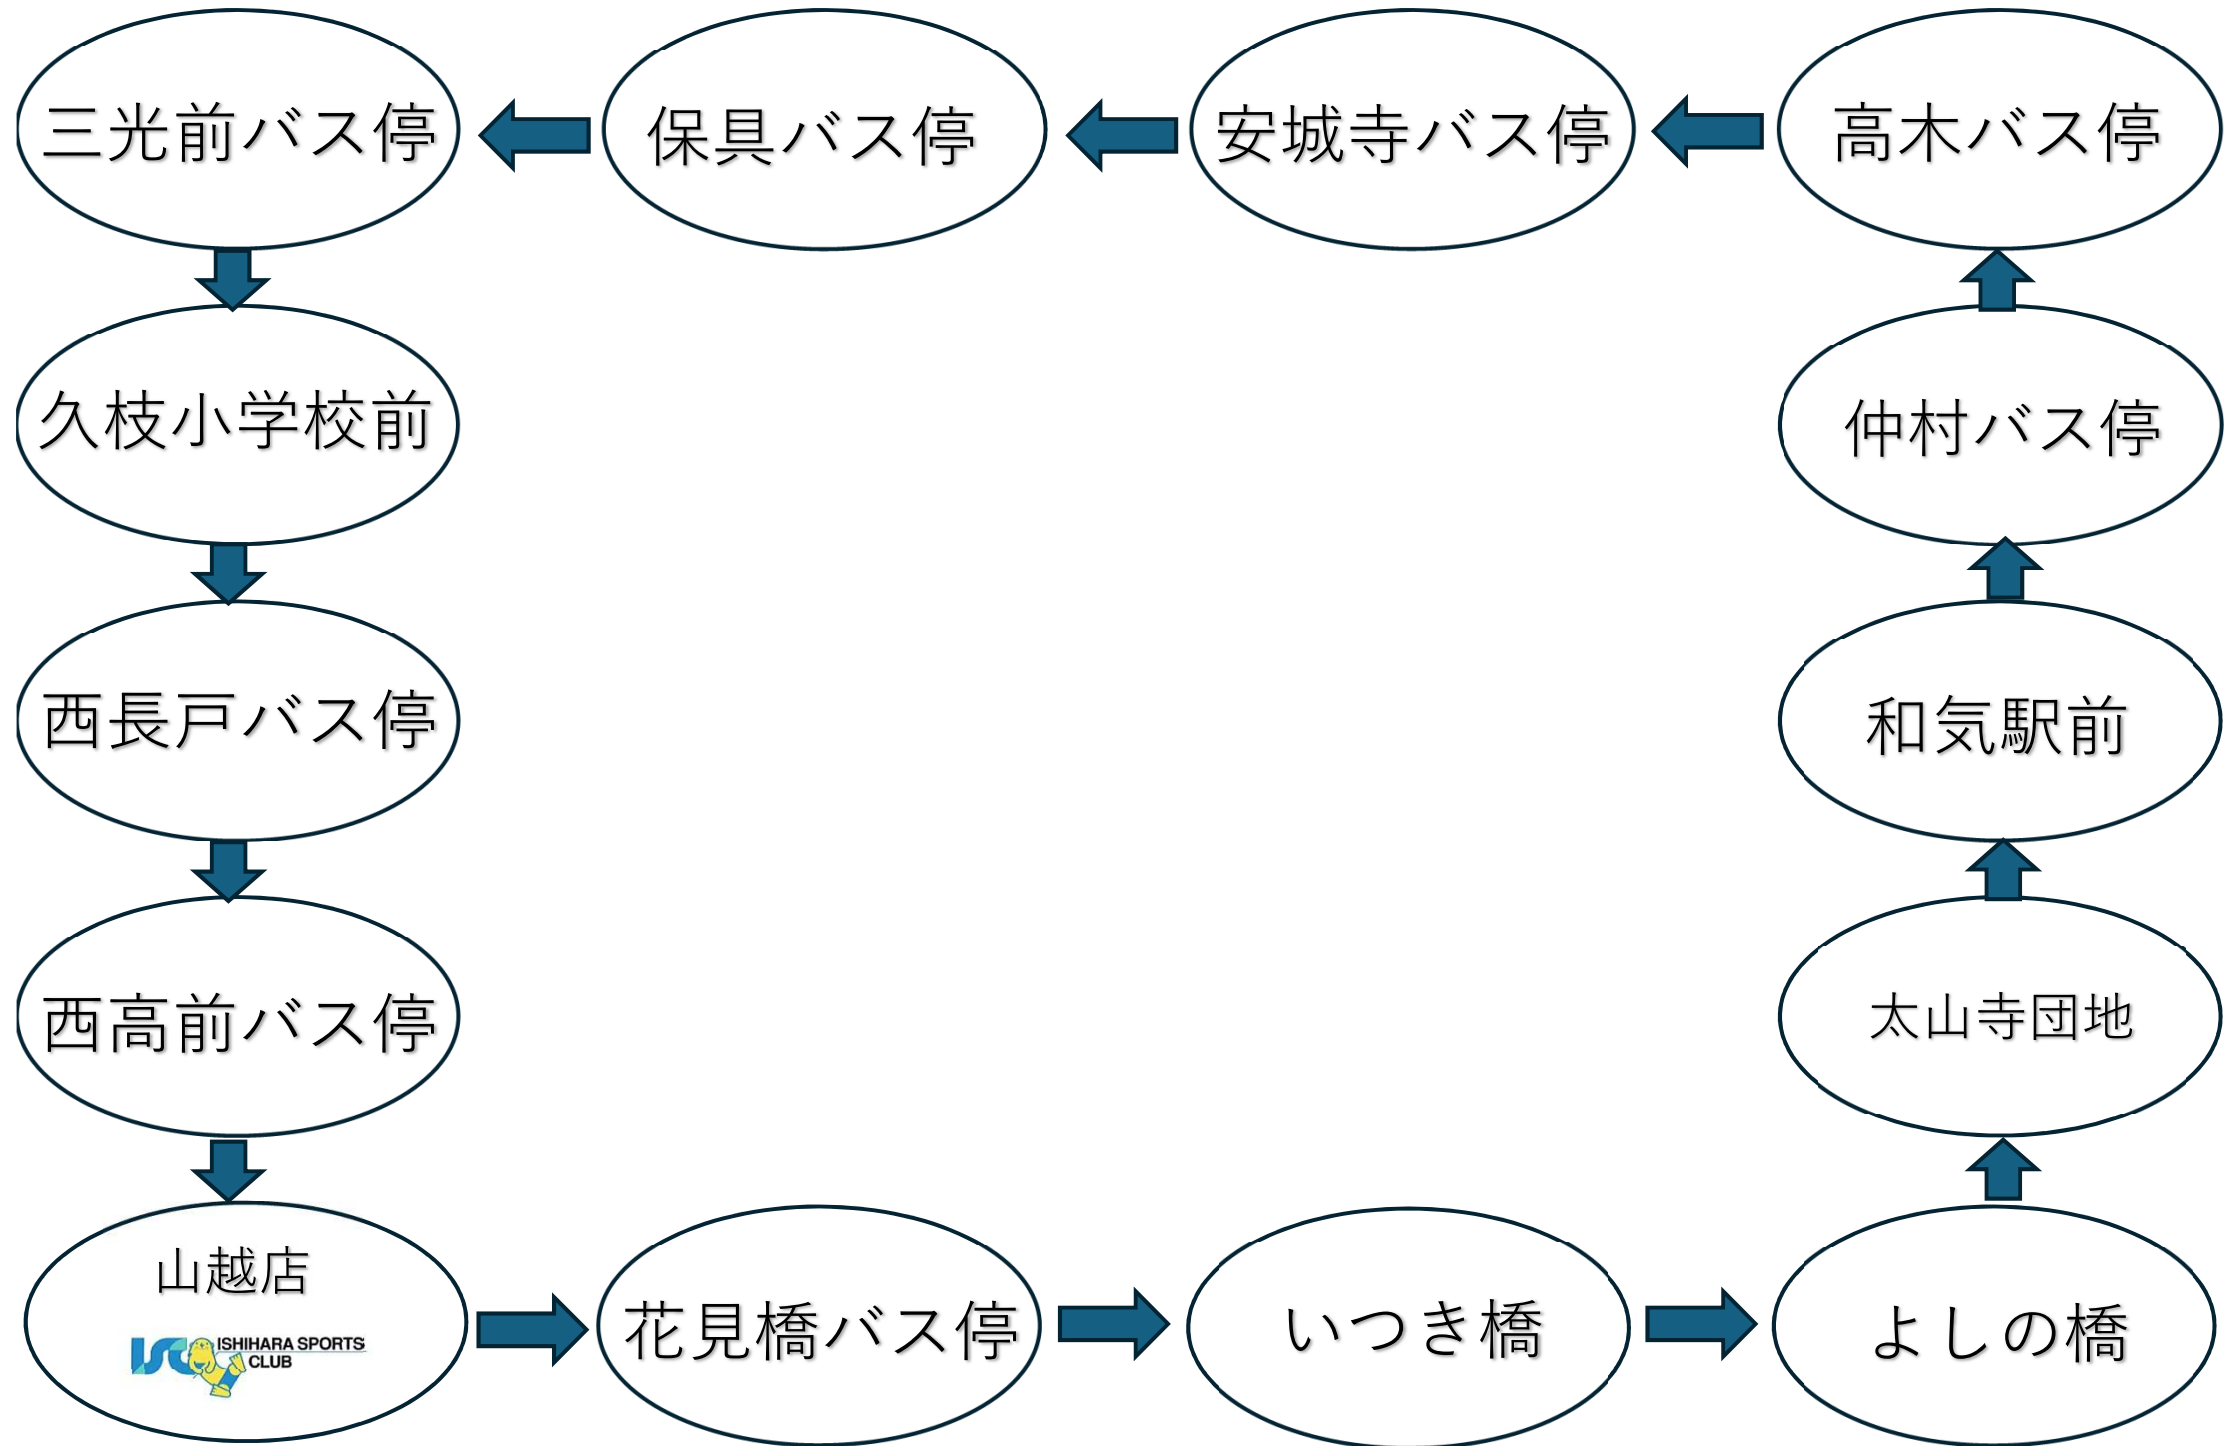 三光前バス停
保具バス停
安城寺バス停
高木バス停
久枝小学校前
仲村バス停
西長戸バス停
和気駅前
西高前バス停
太山寺団地
山越店
ISC ISHIHARA SPORTS
CLUB
花見橋バス停
いつき橋
よしの橋